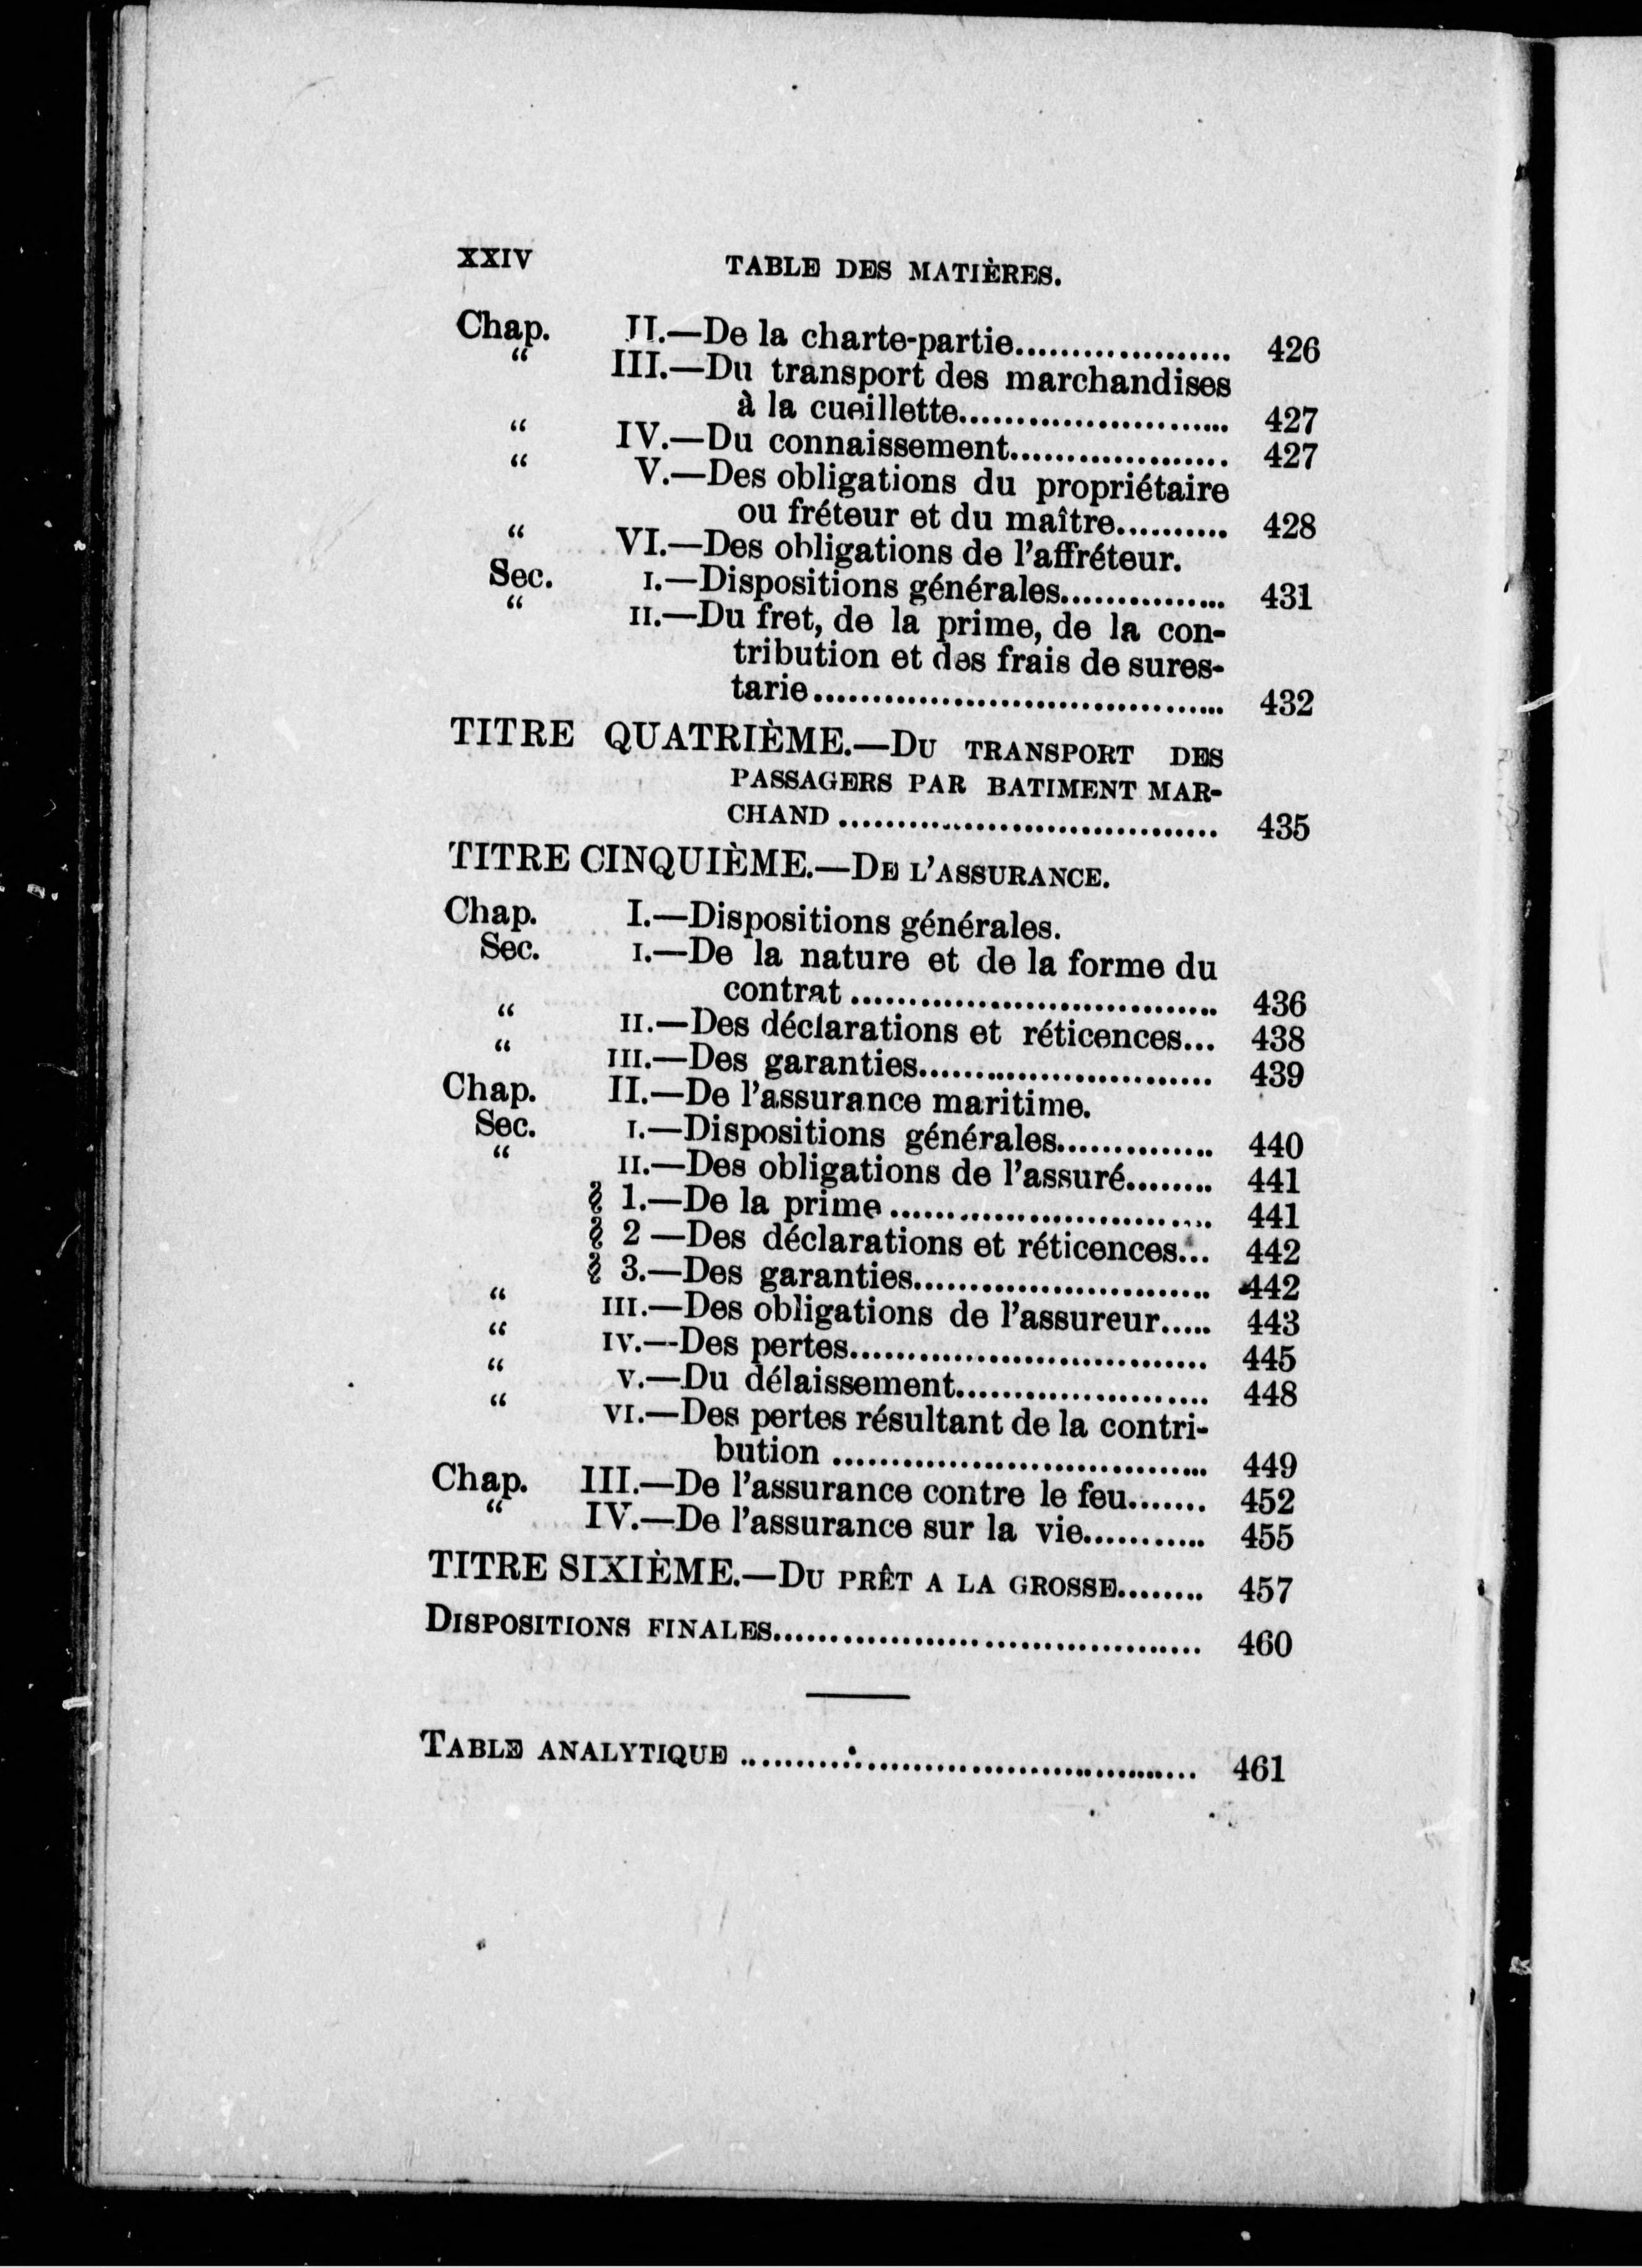 XXIV TABLE DES MATIÈRES.
Chap. II.—De la charte-partie................... 426
“ III.—Du transport des marchandises
à la cueillette........................ 427
“ IV.—Du connaissement................... 427
“ V.—Des obligations du propriétaire
ou fréteur et du maître.......... 428
“ VI.—Des obligations de l'affréteur.
Sec. I.—Dispositions générales............... 431
“ II.—Du fret, de la prime, de la con-
tribution et des frais de sures-
tarie.................................... 432
TITRE QUATRIÈME.—DU TRANSPORT DES
PASSAGERS PAR BATIMENT MAR-
CHAND ................................. 435
TITRE CINQUIÈME.—DE L'ASSURANCE.
Chap. I.—Dispositions générales.
Sec. I.—De la nature et de la forme du
contrat ................................ 436
“ II.—Des déclarations et réticences... 438
“ III.—Des garanties.......................... 439
Chap. II.—De l'assurance maritime.
Sec. I.—Dispositions générales.............. 440
“ II.—Des obligations de l'assuré........ 441
§ 1.—De la prime ............................ 441
§ 2 —Des déclarations et réticences... 442
§ 3.—Des garanties.......................... 442
“ III.—Des obligations de l'assureur..... 443
“ IV.—Des pertes............................... 445
“ V.—Du délaissement...................... 448
“ VI.—Des pertes résultant de la contri-
bution ................................. 449
Chap. III.—De l'assurance contre le feu....... 452
“ IV.—De l'assurance sur la vie........... 455
TITRE SIXIÈME.—DU PRÊT A LA GROSSE........ 457
DISPOSITIONS FINALES..................................... 460
TABLE ANALYTIQUE ........................................ 461